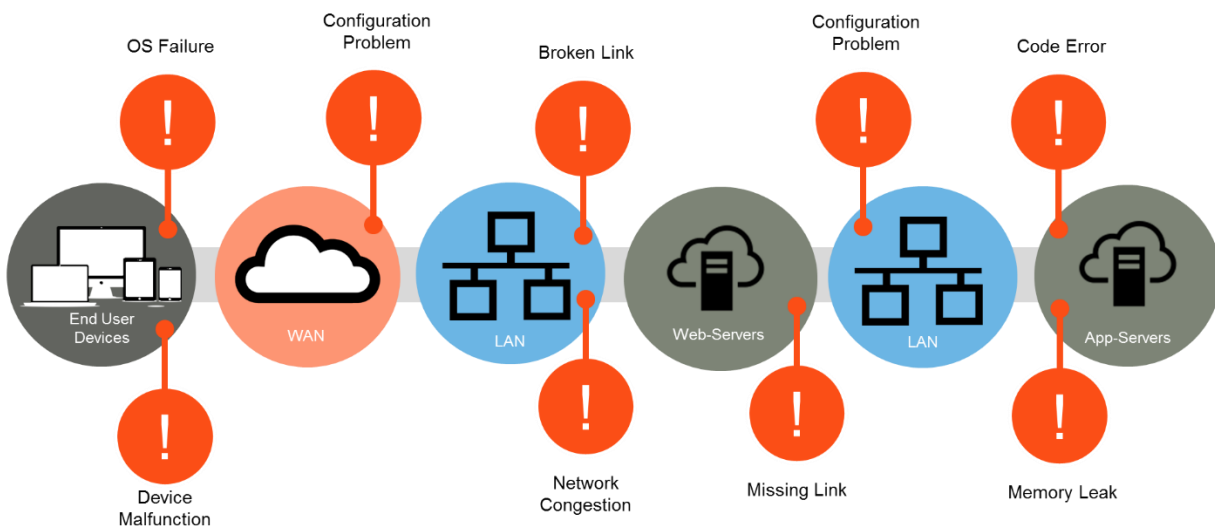 OS Failure
Configuration
Problem
Broken Link
Configuration
Problem
Code Error
!
!
!
!
!
End User
Devices
WAN
LAN
Web-Servers
LAN
App-Servers
!
!
!
!
Device
Malfunction
Network
Congestion
Missing Link
Memory Leak